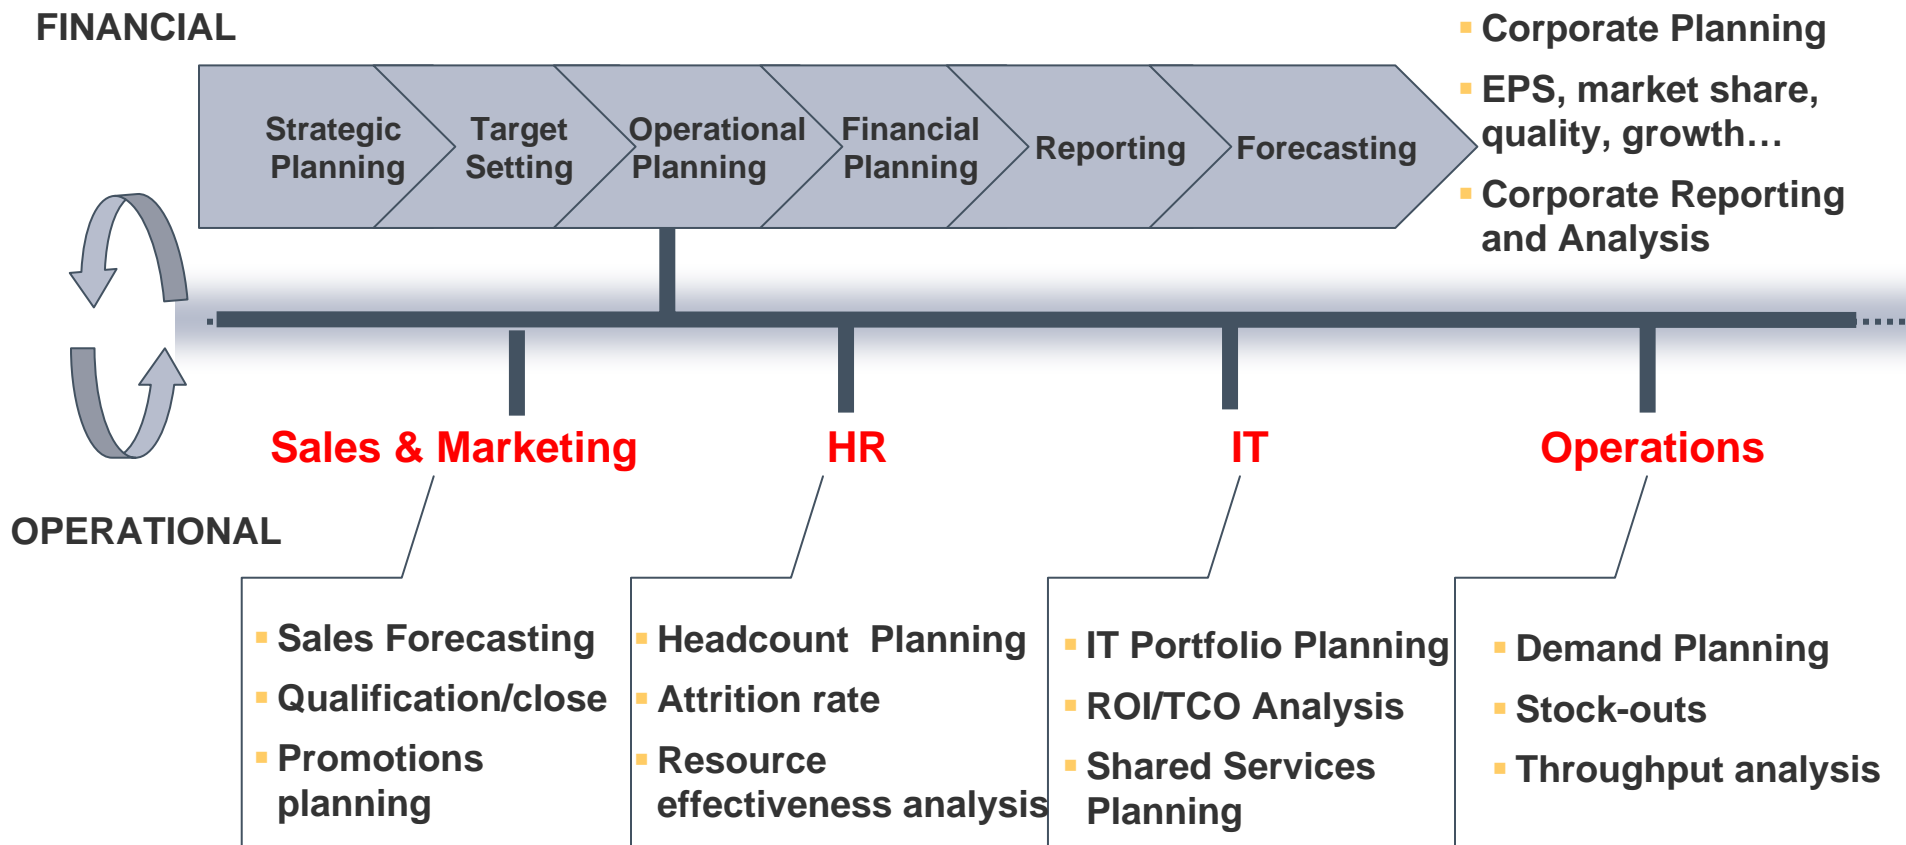 FINANCIAL
Strategic
Planning
Target
Setting
Operational
Planning
Financial
Planning
Reporting
Forecasting
Corporate Planning
EPS, market share,
quality, growth…
Corporate Reporting
and Analysis
Sales & Marketing
HR
IT
Operations
OPERATIONAL
Sales Forecasting
Qualification/close
Promotions
planning
Headcount Planning
Attrition rate
Resource
effectiveness analysis
IT Portfolio Planning
ROI/TCO Analysis
Shared Services
Planning
Demand Planning
Stock-outs
Throughput analysis